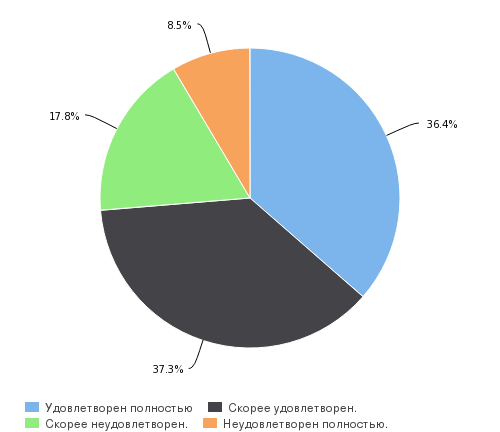 8.5%
17.8%
36.4%
37.3%
Удовлетворен полностью Скорее удовлетворен.
Скорее неудовлетворен. Неудовлетворен полностью.